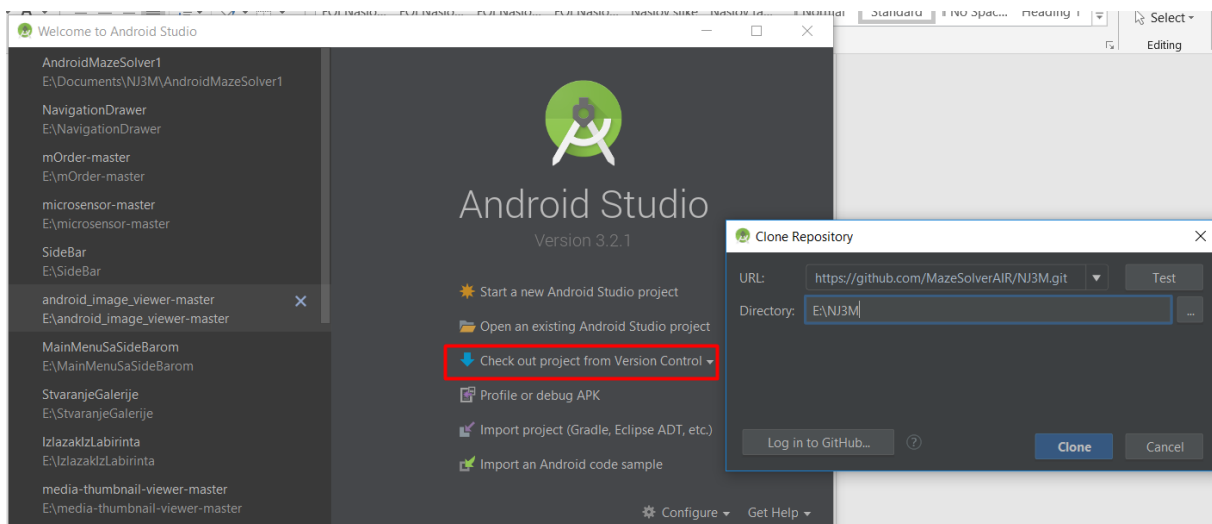 Normal
Standard
Heading 1
Select
Editing
Welcome to Android Studio
AndroidMazeSolver1
E:\Documents\NJ3M\AndroidMazeSolver1
NavigationDrawer
E:\NavigationDrawer
mOrder-master
E:\mOrder-master
microsensor-master
E:\microsensor-master
SideBar
E:\SideBar
android_image_viewer-master
E:\android_image_viewer-master
MainMenuSaSideBarom
E:\MainMenuSaSideBarom
StvaranjeGalerije
E:\StvaranjeGalerije
IzlazakIzLabirinta
E:\IzlazakIzLabirinta
media-thumbnail-viewer-master
E:\media-thumbnail-viewer-master
Android Studio
Version 3.2.1
Start a new Android Studio project
Open an existing Android Studio project
Check out project from Version Control
Profile or debug APK
Import project (Gradle, Eclipse ADT, etc.)
Import an Android code sample
Configure
Get Help
Clone Repository
URL: https://github.com/MazeSolverAIR/NJ3M.git Test
Directory: E:\NJ3M ...
Log in to GitHub... ? Clone Cancel